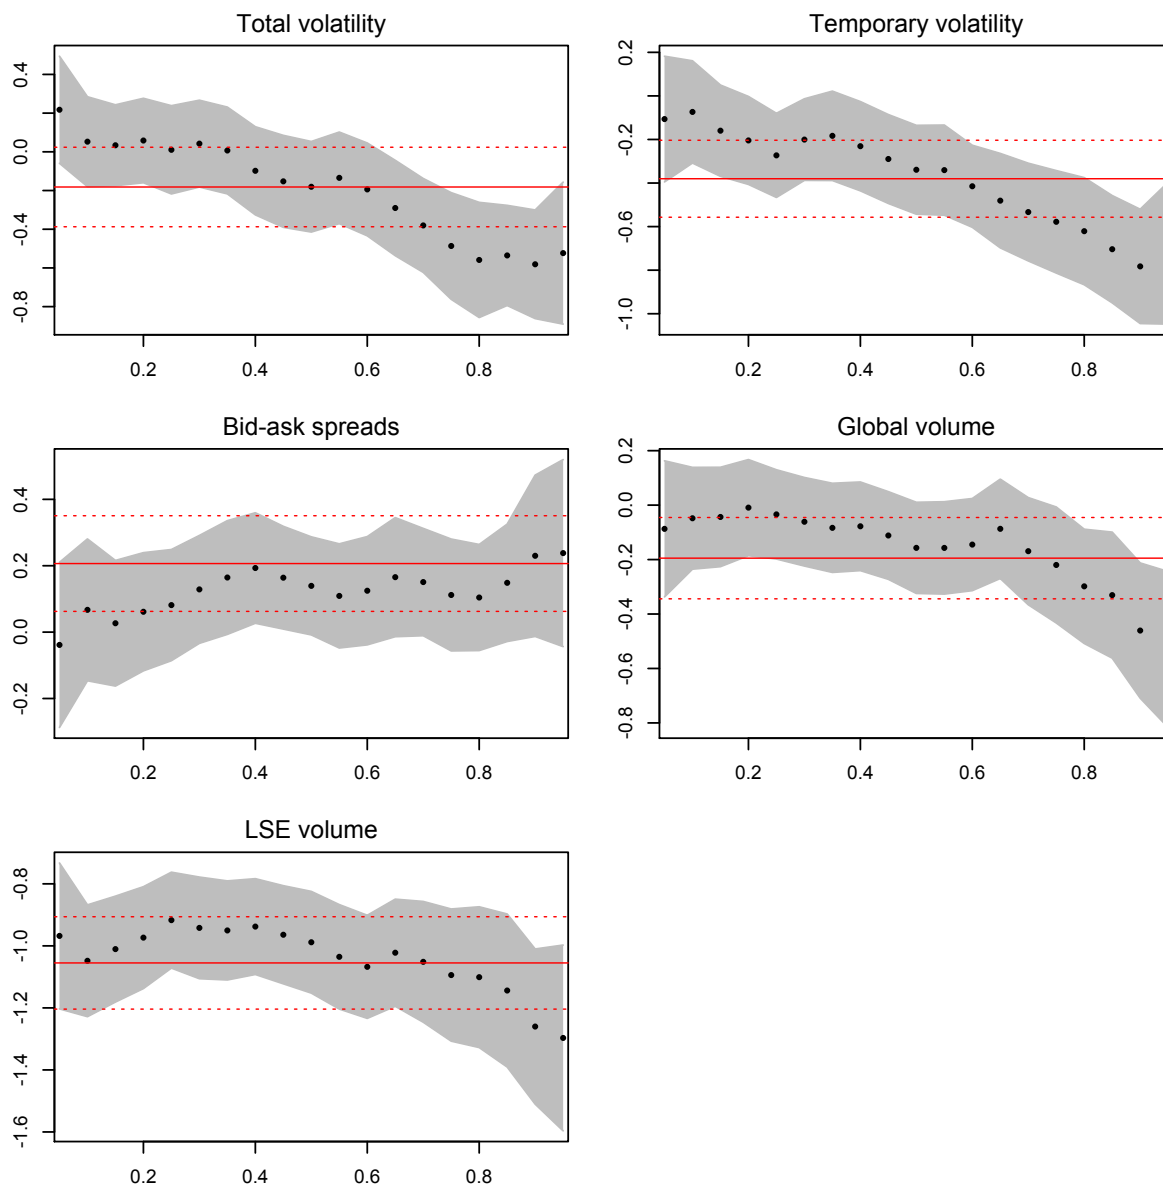 Total volatility
0.4
0.0
-0.4
-0.8
0.2 0.4 0.6 0.8
Temporary volatility
0.2
-0.2
-0.6
-1.0
0.2 0.4 0.6 0.8
Bid-ask spreads
0.4
0.2
0.0
-0.2
0.2 0.4 0.6 0.8
Global volume
0.2
0.0
-0.2
-0.4
-0.6
-0.8
0.2 0.4 0.6 0.8
LSE volume
-0.8
-1.0
-1.2
-1.4
-1.6
0.2 0.4 0.6 0.8